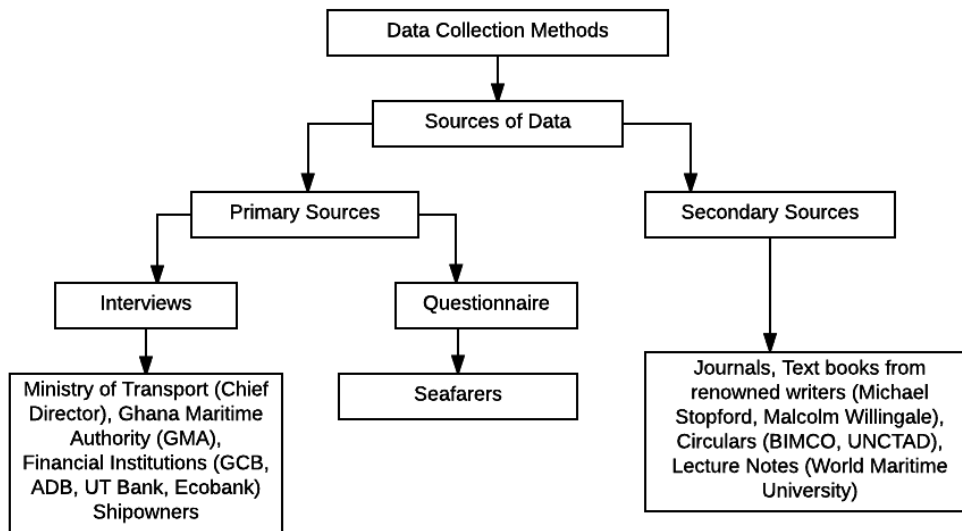 Data Collection Methods
Sources of Data
Primary Sources
Secondary Sources
Interviews
Questionnaire
Ministry of Transport (Chief
Director), Ghana Maritime
Authority (GMA),
Financial Institutions (GCB,
ADB, UT Bank, Ecobank)
Shipowners
Seafarers
Journals, Text books from
renowned writers (Michael
Stopford, Malcolm Willingale),
Circulars (BIMCO, UNCTAD),
Lecture Notes (World Maritime
University)